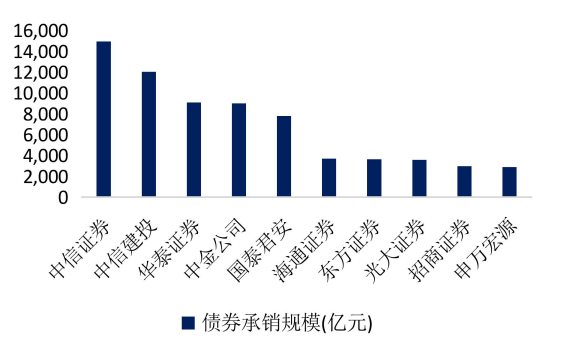 16,000
14,000
12,000
10,000
8,000
6,000
4,000
2,000
0
中信证券
中信建投
华泰证券
中金公司
国泰君安
海通证券
东方证券
光大证券
招商证券
申万宏源
债券承销规模(亿元)